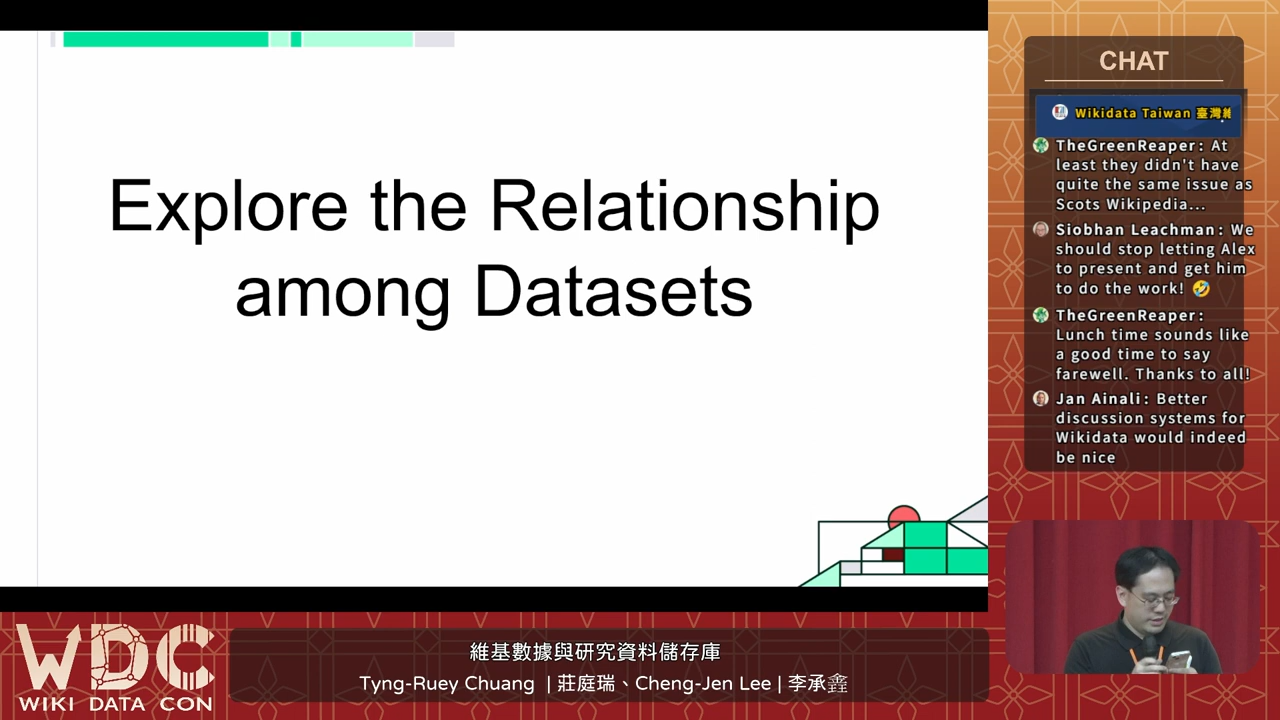 Explore the Relationship
among Datasets
CHAT
Wikidata Taiwan 臺灣維
TheGreenReaper: At
least they didn't have
quite the same issue as
Scots Wikipedia...
Siobhan Leachman: We
should stop letting Alex
to present and get him
to do the work! 🤣
TheGreenReaper:
Lunch time sounds like
a good time to say
farewell. Thanks to all!
Jan Ainali: Better
discussion systems for
Wikidata would indeed
be nice
WDC
WIKI DATA CON
維基數據與研究資料儲存庫
Tyng-Ruey Chuang | 莊庭瑞、Cheng-Jen Lee | 李承錱